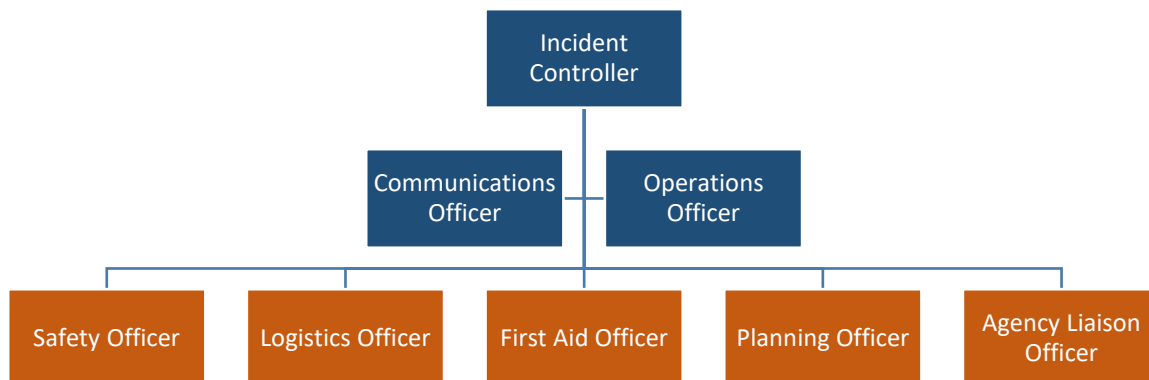 Incident
Controller
Communications
Officer
Operations
Officer
Safety Officer
Logistics Officer
First Aid Officer
Planning Officer
Agency Liaison
Officer